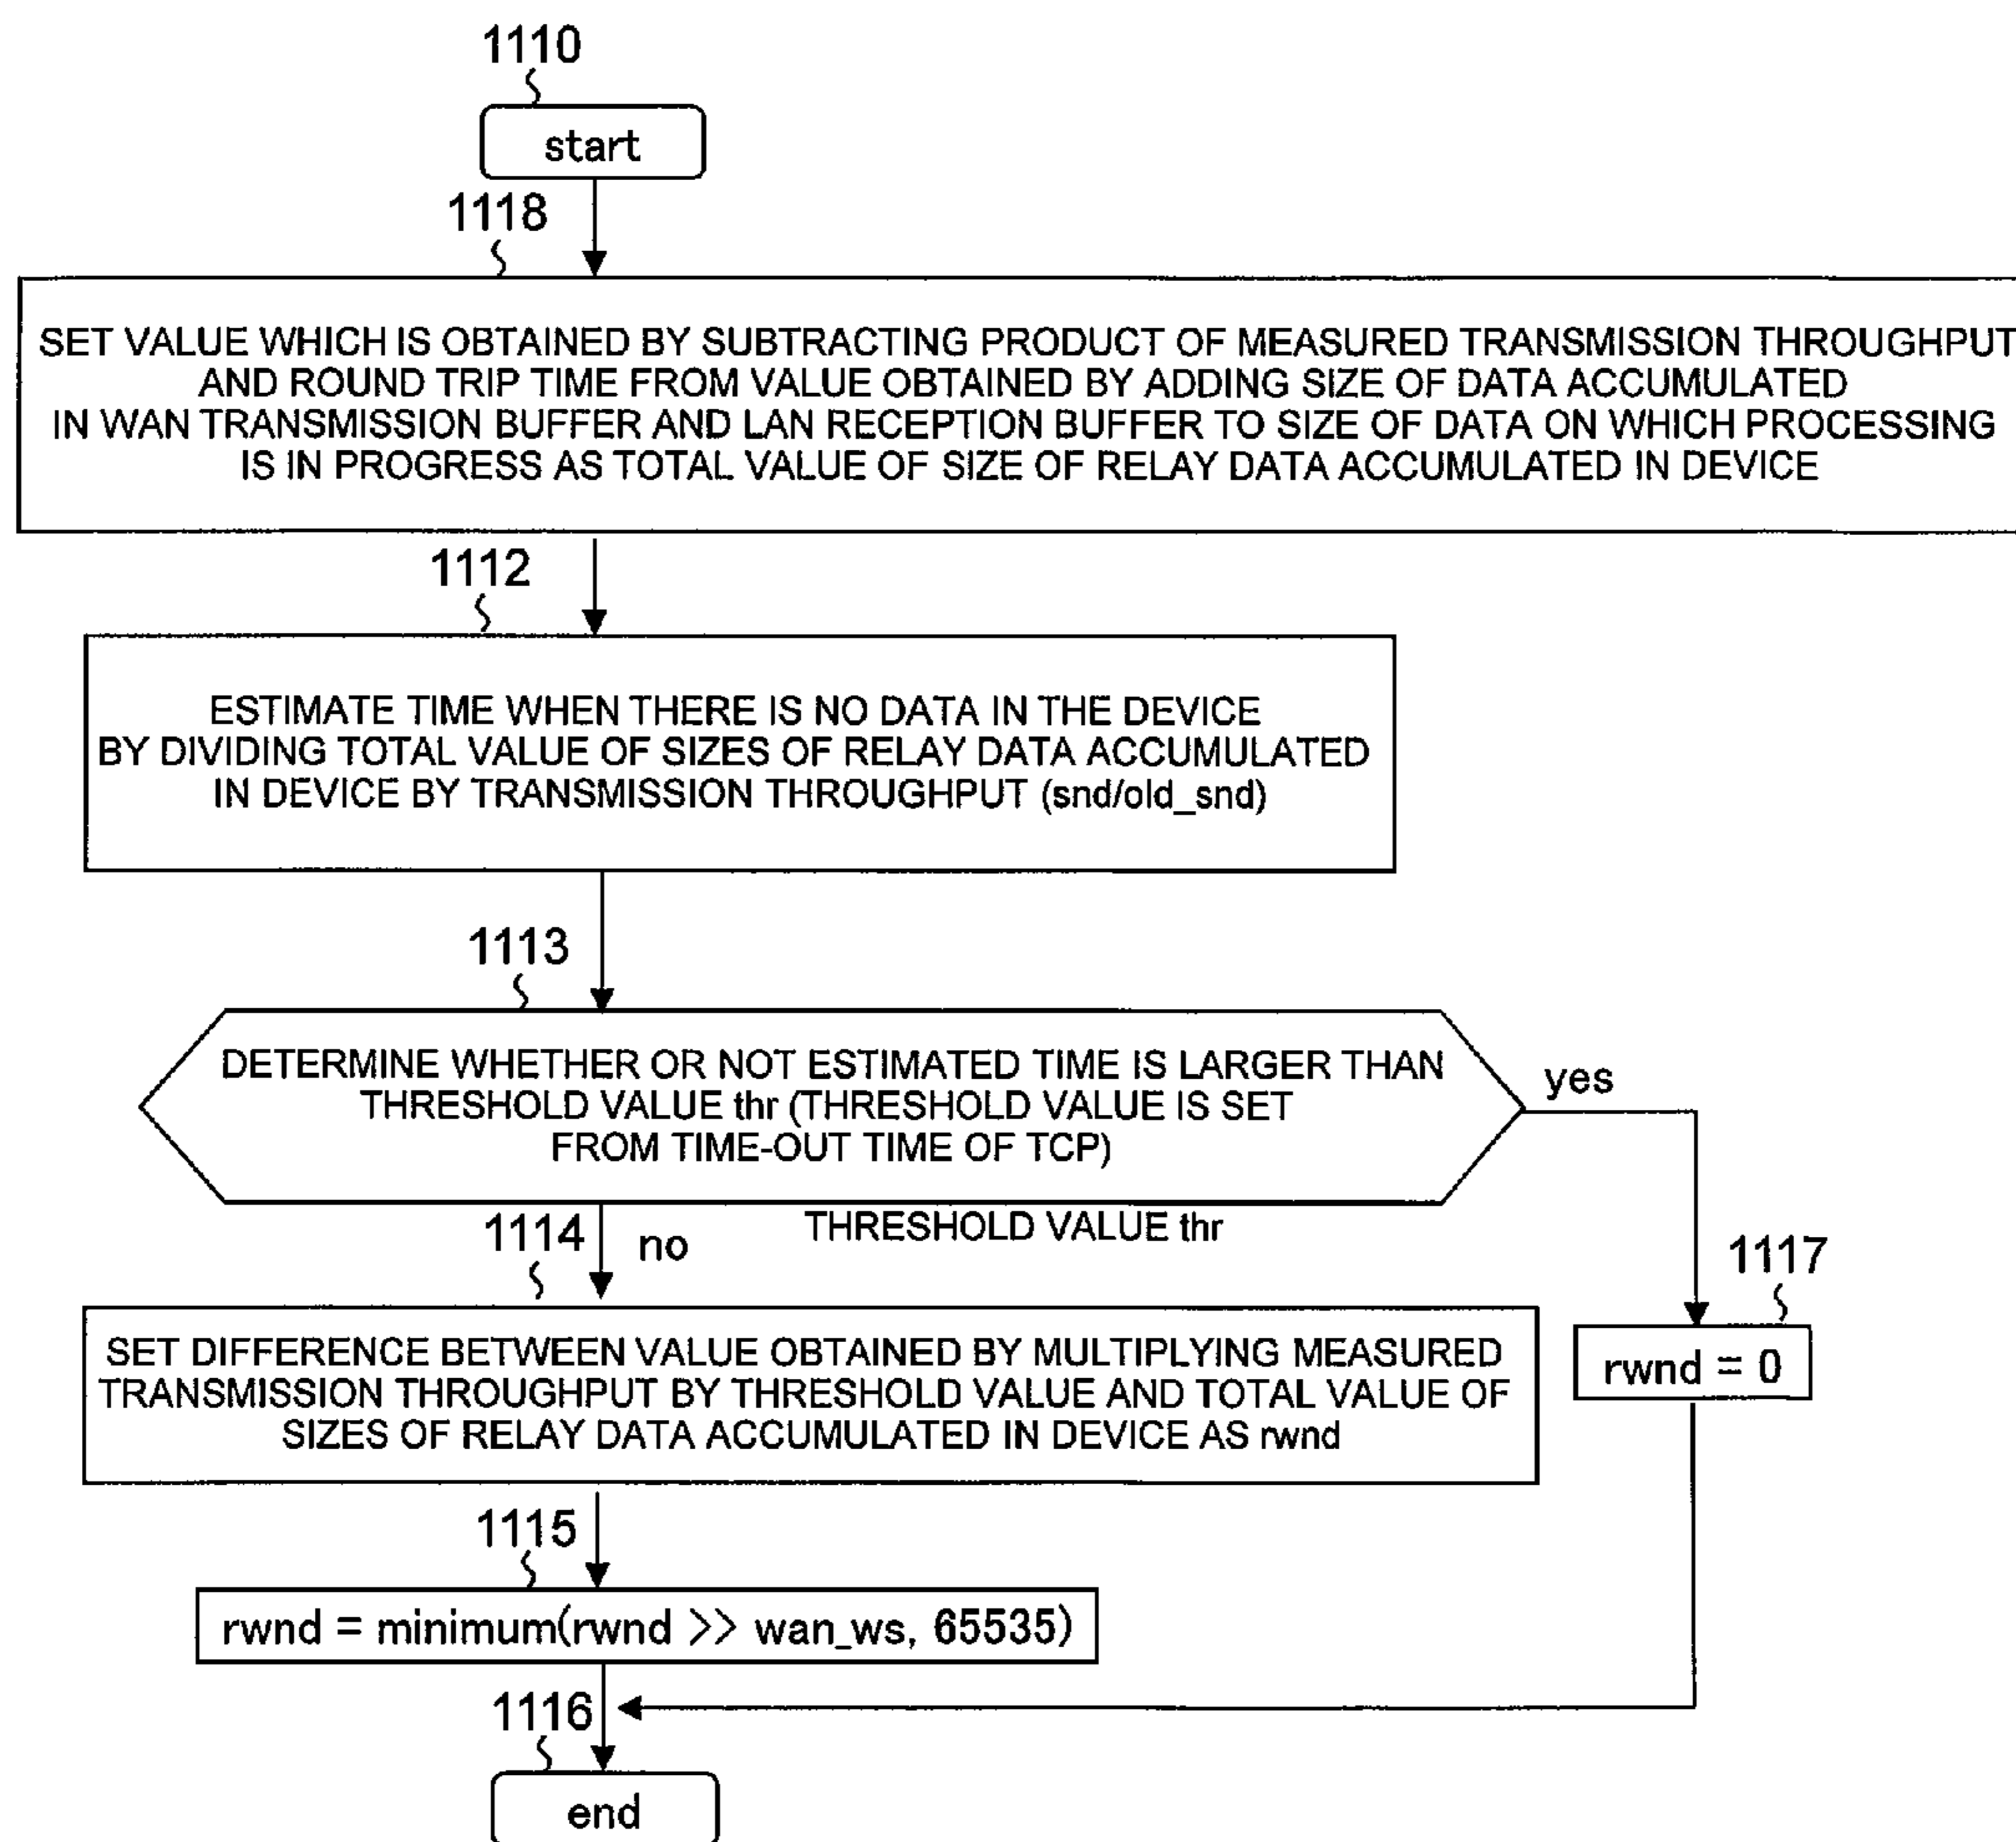 1110
start
1118
SET VALUE WHICH IS OBTAINED BY SUBTRACTING PRODUCT OF MEASURED TRANSMISSION THROUGHPUT
AND ROUND TRIP TIME FROM VALUE OBTAINED BY ADDING SIZE OF DATA ACCUMULATED
IN WAN TRANSMISSION BUFFER AND LAN RECEPTION BUFFER TO SIZE OF DATA ON WHICH PROCESSING
IS IN PROGRESS AS TOTAL VALUE OF SIZE OF RELAY DATA ACCUMULATED IN DEVICE
1112
ESTIMATE TIME WHEN THERE IS NO DATA IN THE DEVICE
BY DIVIDING TOTAL VALUE OF SIZES OF RELAY DATA ACCUMULATED
IN DEVICE BY TRANSMISSION THROUGHPUT (snd/old_snd)
1113
DETERMINE WHETHER OR NOT ESTIMATED TIME IS LARGER THAN
THRESHOLD VALUE thr (THRESHOLD VALUE IS SET
FROM TIME-OUT TIME OF TCP)
yes
1114
no
THRESHOLD VALUE thr
1117
rwnd = 0
SET DIFFERENCE BETWEEN VALUE OBTAINED BY MULTIPLYING MEASURED
TRANSMISSION THROUGHPUT BY THRESHOLD VALUE AND TOTAL VALUE OF
SIZES OF RELAY DATA ACCUMULATED IN DEVICE AS rwnd
1115
rwnd = minimum(rwnd >> wan_ws, 65535)
1116
end